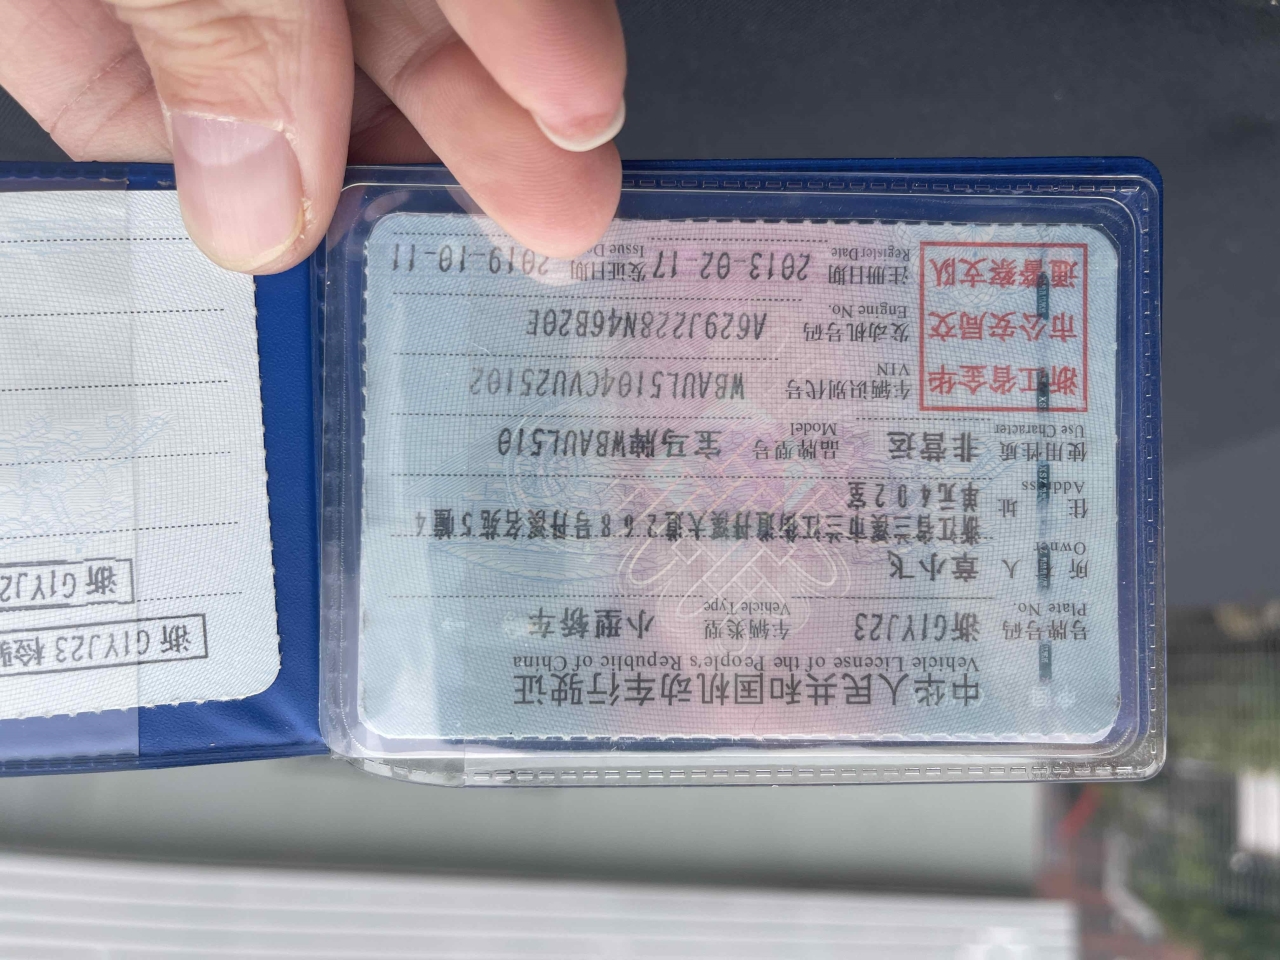 中华人民共和国机动车行驶证
Vehicle License of the People's Republic of China
号牌号码 浙G1YJ23 车辆类型 小型轿车
Plate No. Vehicle Type
所有人 章小飞
Owner
住址 浙江省兰溪市兰江街道丹溪大道268号丹溪名苑5幢4
单元402室
Address
使用性质 非营运 品牌型号 宝马牌WBAUL510
Use Character Model
浙江省金华
市公安局交
通警察支队
车辆识别代号 WBAUL5104CVU25102
VIN
发动机号码 A629J228N46B20E
Engine No.
注册日期 2013-02-17 发证日期 2019-10-11
Register Date Issue D
浙G1YJ23 检
浙G1YJ2